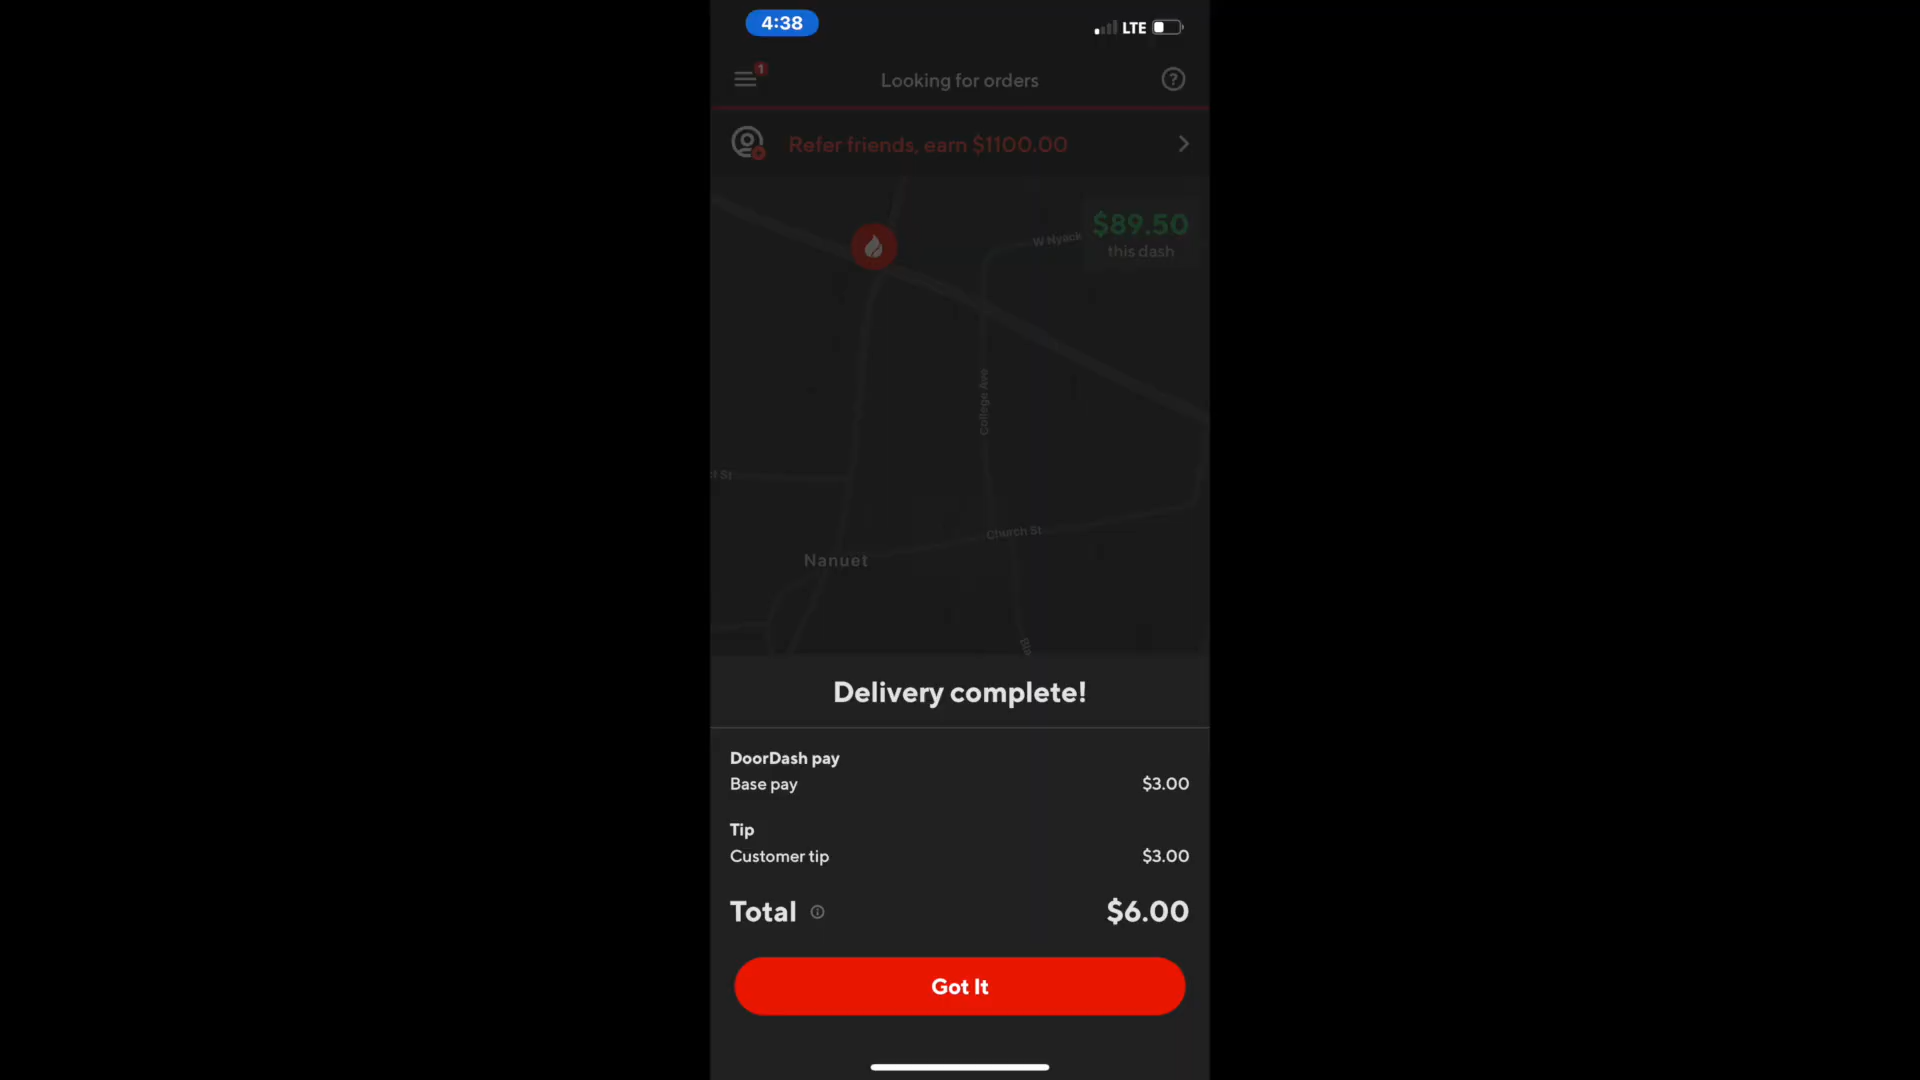 4:38
LTE
1
Looking for orders
?
Refer friends, earn $1100.00
$89.50
this dash
W Nyack
College Ave
Church St
Nanuet
Delivery complete!
DoorDash pay
Base pay $3.00
Tip
Customer tip $3.00
Total $6.00
Got It